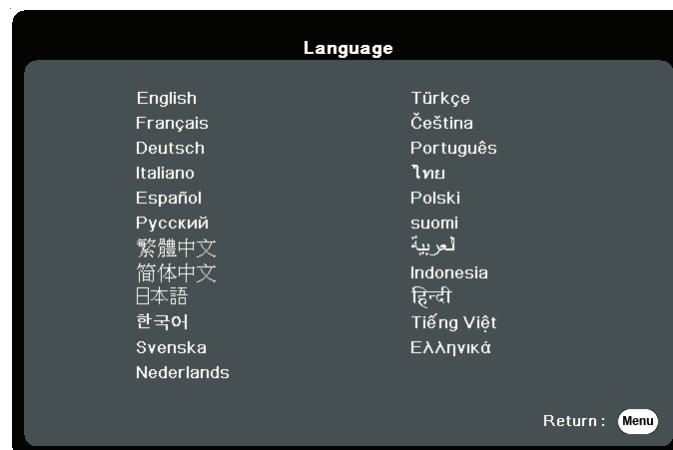 Language
English
Français
Deutsch
Italiano
Español
Русский
繁體中文
简体中文
日本語
한국어
Svenska
Nederlands
Türkçe
Čeština
Português
ไทย
Polski
suomi
لعربية
Indonesia
हिन्दी
Tiếng Việt
Ελληνικά
Return: Menu